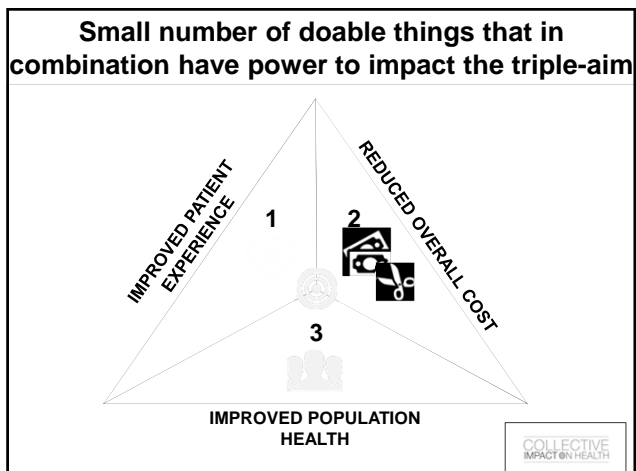 Small number of doable things that in
combination have power to impact the triple-aim
IMPROVED PATIENT
EXPERIENCE
1
2
REDUCED OVERALL COST
3
IMPROVED POPULATION
HEALTH
COLLECTIVE
IMPACT ON HEALTH